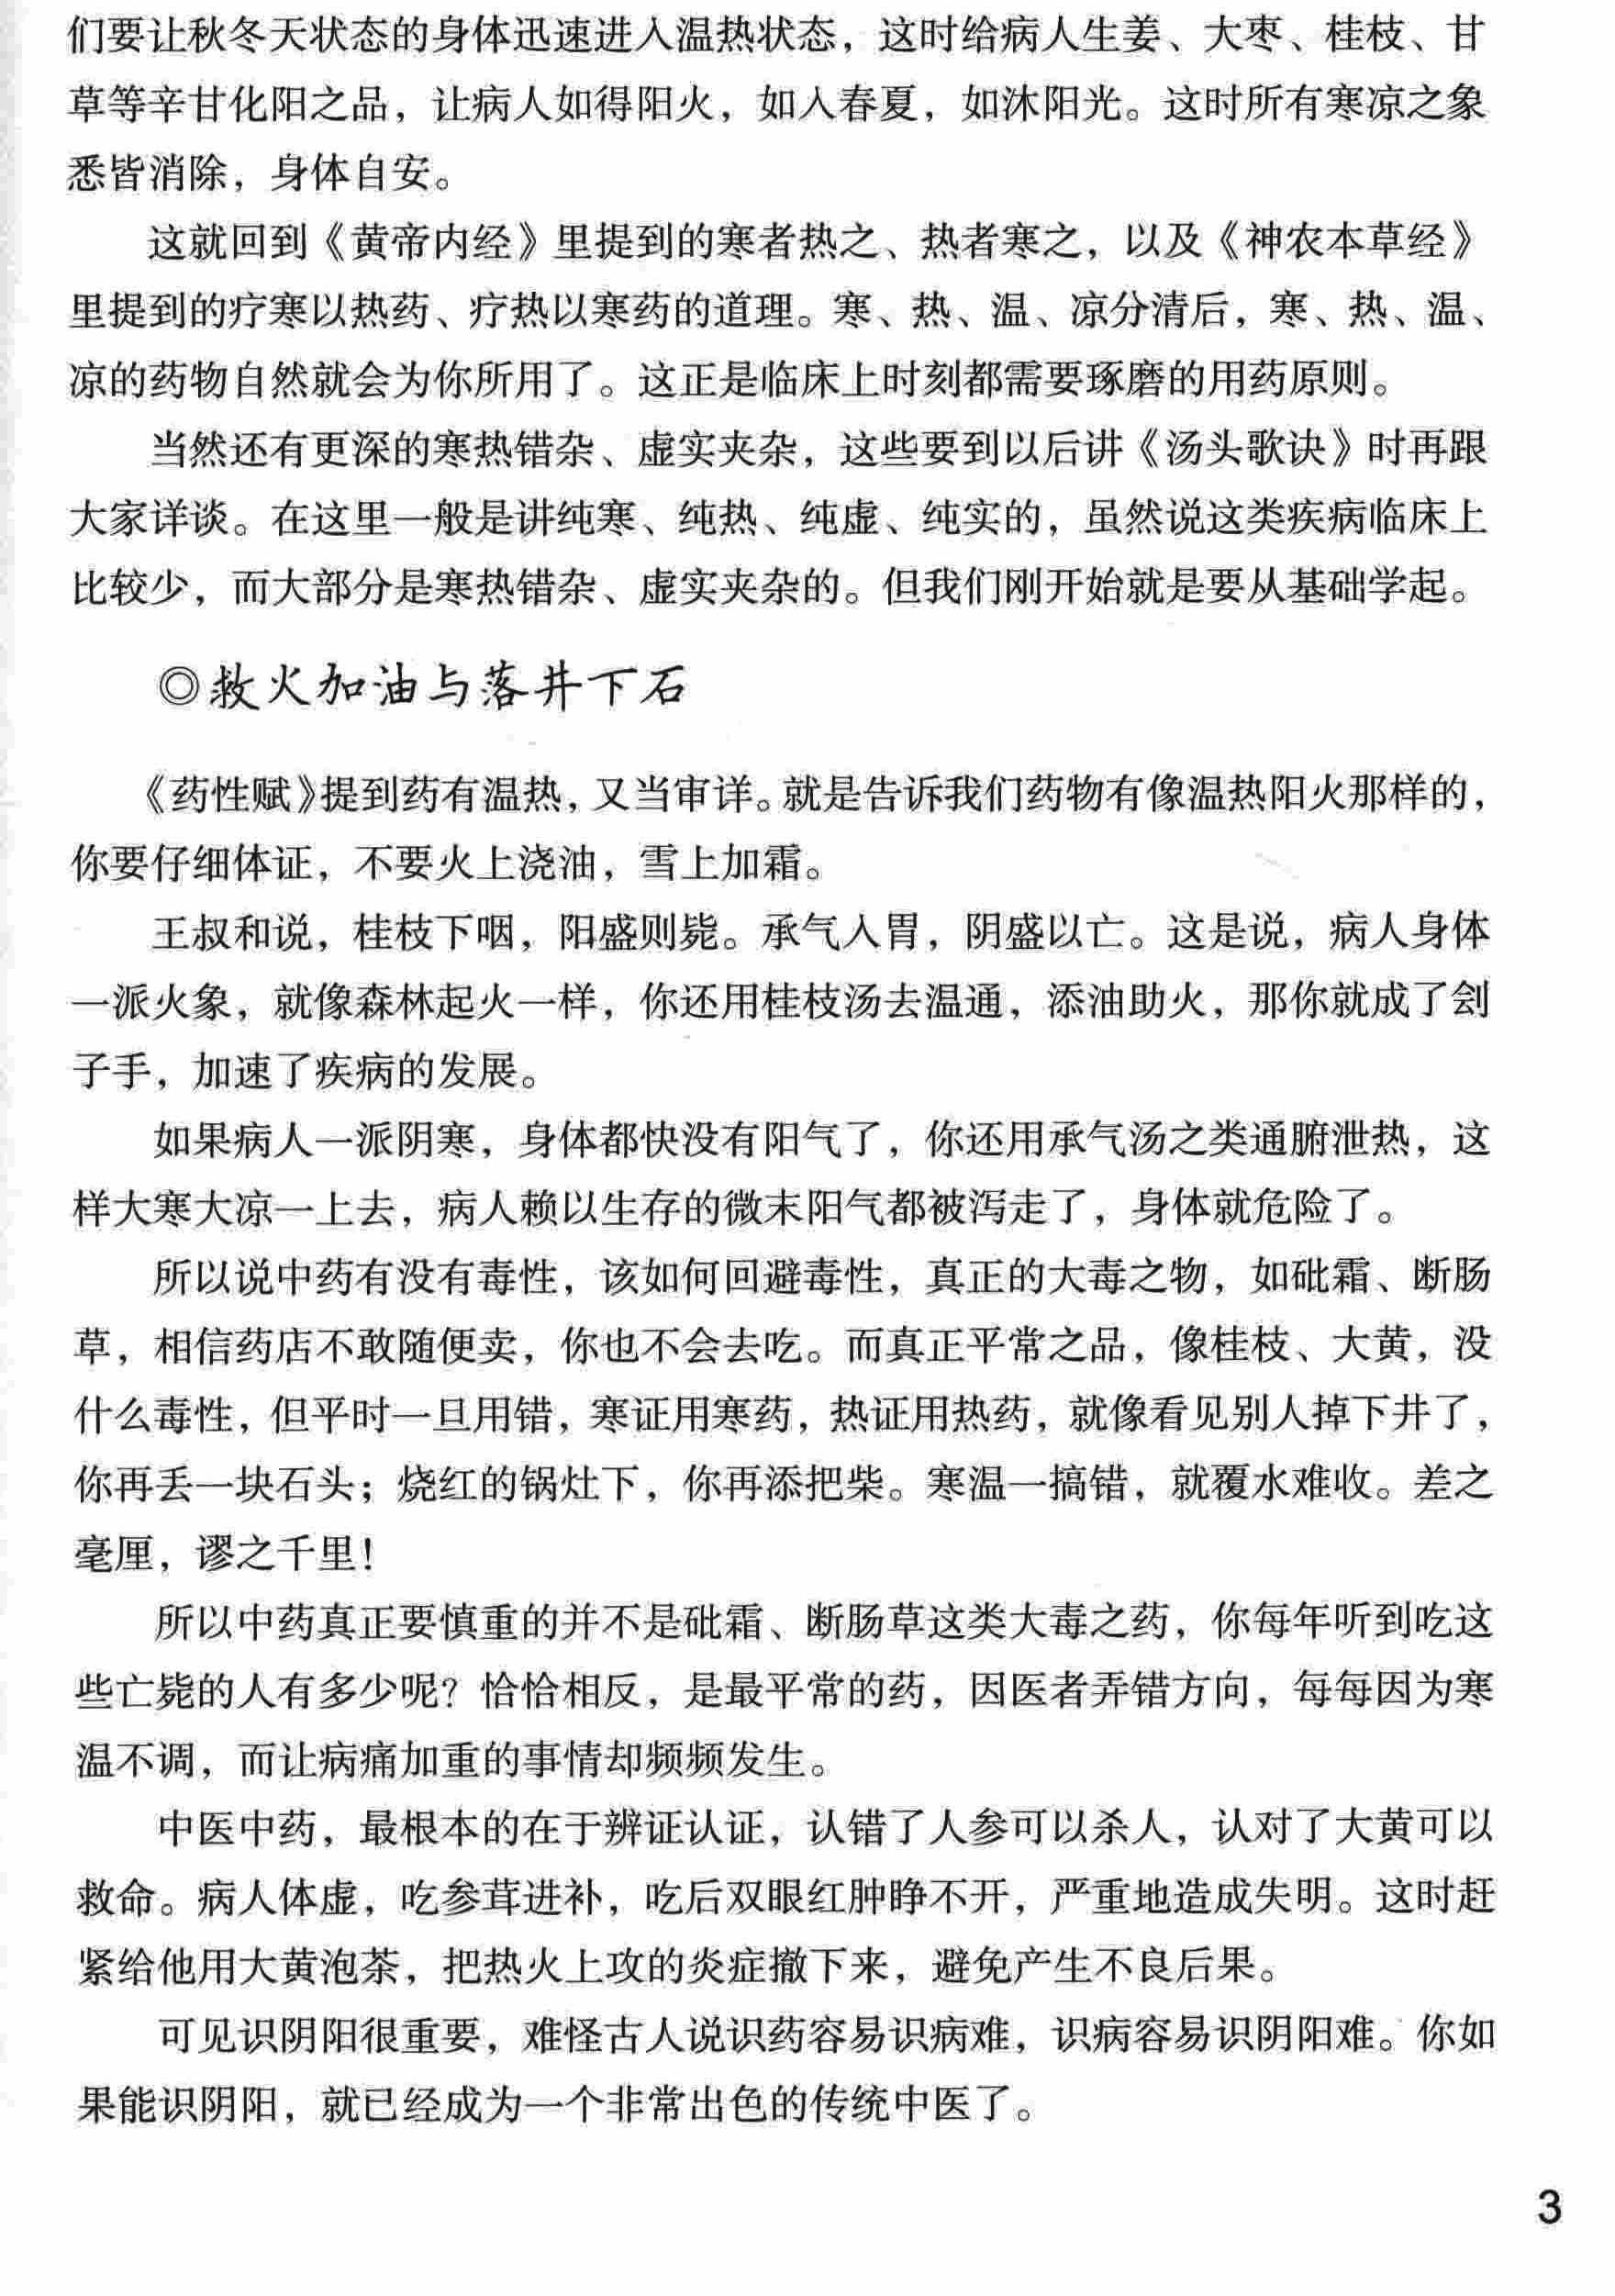 们要让秋冬天状态的身体迅速进入温热状态，这时给病人生姜、大枣、桂枝、甘
草等辛甘化阳之品，让病人如得阳火，如入春夏，如沐阳光。这时所有寒凉之象
悉皆消除，身体自安。
这就回到《黄帝内经》里提到的寒者热之、热者寒之，以及《神农本草经》
里提到的疗寒以热药、疗热以寒药的道理。寒、热、温、凉分清后，寒、热、温、
凉的药物自然就会为你所用了。这正是临床上时刻都需要琢磨的用药原则。
当然还有更深的寒热错杂、虚实夹杂，这些要到以后讲《汤头歌诀》时再跟
大家详谈。在这里一般是讲纯寒、纯热、纯虚、纯实的，虽然说这类疾病临床上
比较少，而大部分是寒热错杂、虚实夹杂的。但我们刚开始就是要从基础学起。
◎救火加油与落井下石
《药性赋》提到药有温热，又当审详。就是告诉我们药物有像温热阳火那样的，
你要仔细体证，不要火上浇油，雪上加霜。
王叔和说，桂枝下咽，阳盛则毙。承气入胃，阴盛以亡。这是说，病人身体
一派火象，就像森林起火一样，你还用桂枝汤去温通，添油助火，那你就成了刽
子手，加速了疾病的发展。
如果病人一派阴寒，身体都快没有阳气了，你还用承气汤之类通腑泄热，这
样大寒大凉一上去，病人赖以生存的微末阳气都被泻走了，身体就危险了。
所以说中药有没有毒性，该如何回避毒性，真正的大毒之物，如砒霜、断肠
草，相信药店不敢随便卖，你也不会去吃。而真正平常之品，像桂枝、大黄，没
什么毒性，但平时一旦用错，寒证用寒药，热证用热药，就像看见别人掉下井了，
你再丢一块石头；烧红的锅灶下，你再添把柴。寒温一搞错，就覆水难收。差之
毫厘，谬之千里！
所以中药真正要慎重的并不是砒霜、断肠草这类大毒之药，你每年听到吃这
些亡毙的人有多少呢？恰恰相反，是最平常的药，因医者弄错方向，每每因为寒
温不调，而让病痛加重的事情却频频发生。
中医中药，最根本的在于辨证认证，认错了人参可以杀人，认对了大黄可以
救命。病人体虚，吃参茸进补，吃后双眼红肿睁不开，严重地造成失明。这时赶
紧给他用大黄泡茶，把热火上攻的炎症撤下来，避免产生不良后果。
可见识阴阳很重要，难怪古人说识药容易识病难，识病容易识阴阳难。你如
果能识阴阳，就已经成为一个非常出色的传统中医了。
3